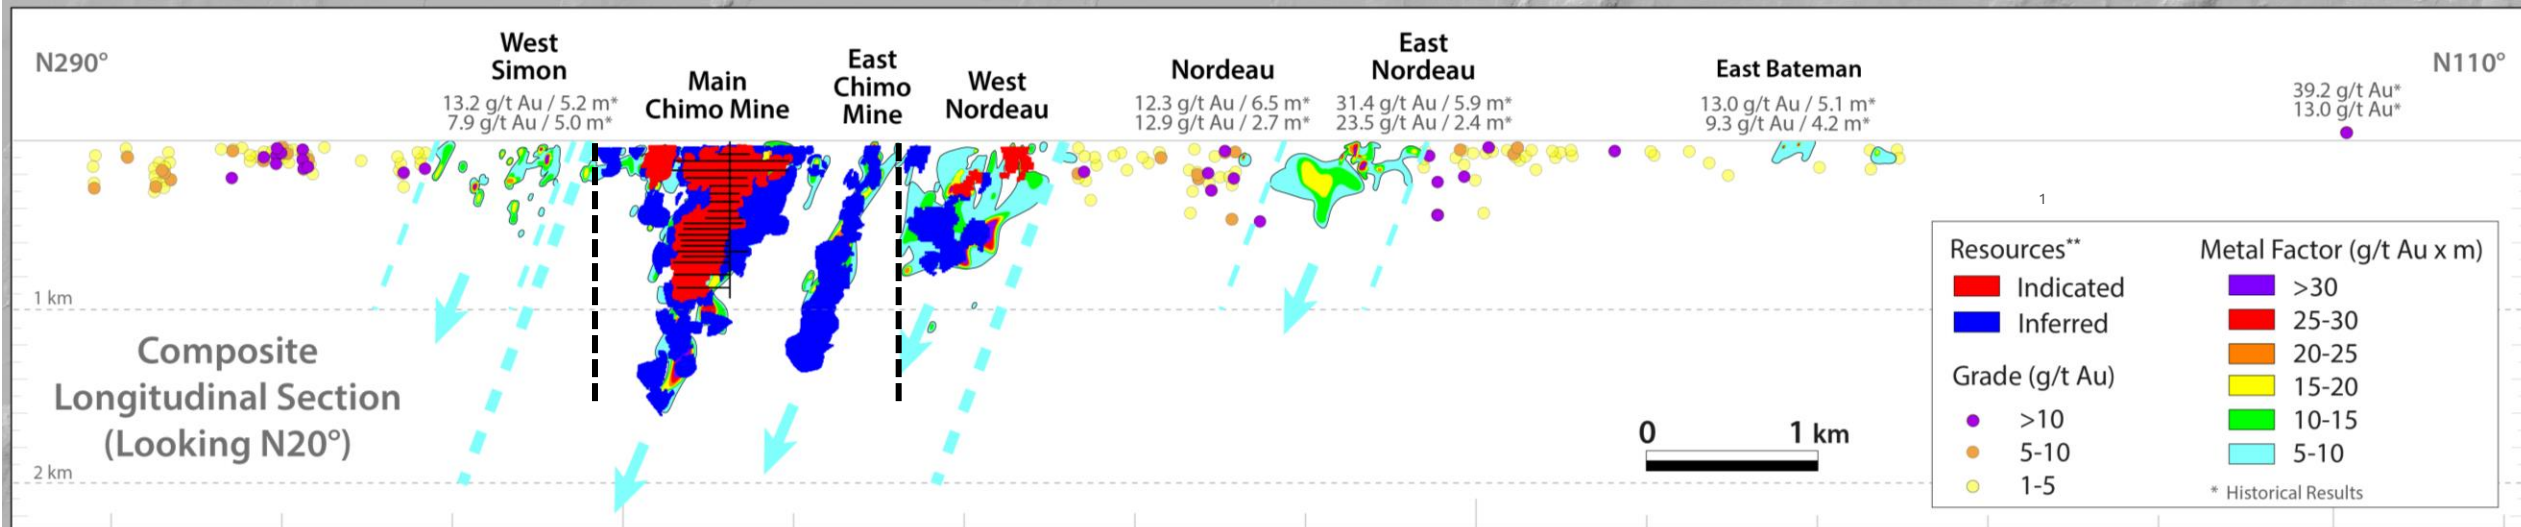 N290°
West
Simon
13.2 g/t Au / 5.2 m*
7.9 g/t Au / 5.0 m*
Main
Chimo Mine
East
Chimo
Mine
West
Nordeau
Nordeau
12.3 g/t Au / 6.5 m*
12.9 g/t Au / 2.7 m*
East
Nordeau
31.4 g/t Au / 5.9 m*
23.5 g/t Au / 2.4 m*
East Bateman
13.0 g/t Au / 5.1 m*
9.3 g/t Au / 4.2 m*
39.2 g/t Au*
13.0 g/t Au*
N110°
1 km
2 km
Composite
Longitudinal Section
(Looking N20°)
0 1 km
1
Resources**
Indicated
Inferred
Grade (g/t Au)
>10
5-10
1-5
Metal Factor (g/t Au x m)
>30
25-30
20-25
15-20
10-15
5-10
* Historical Results